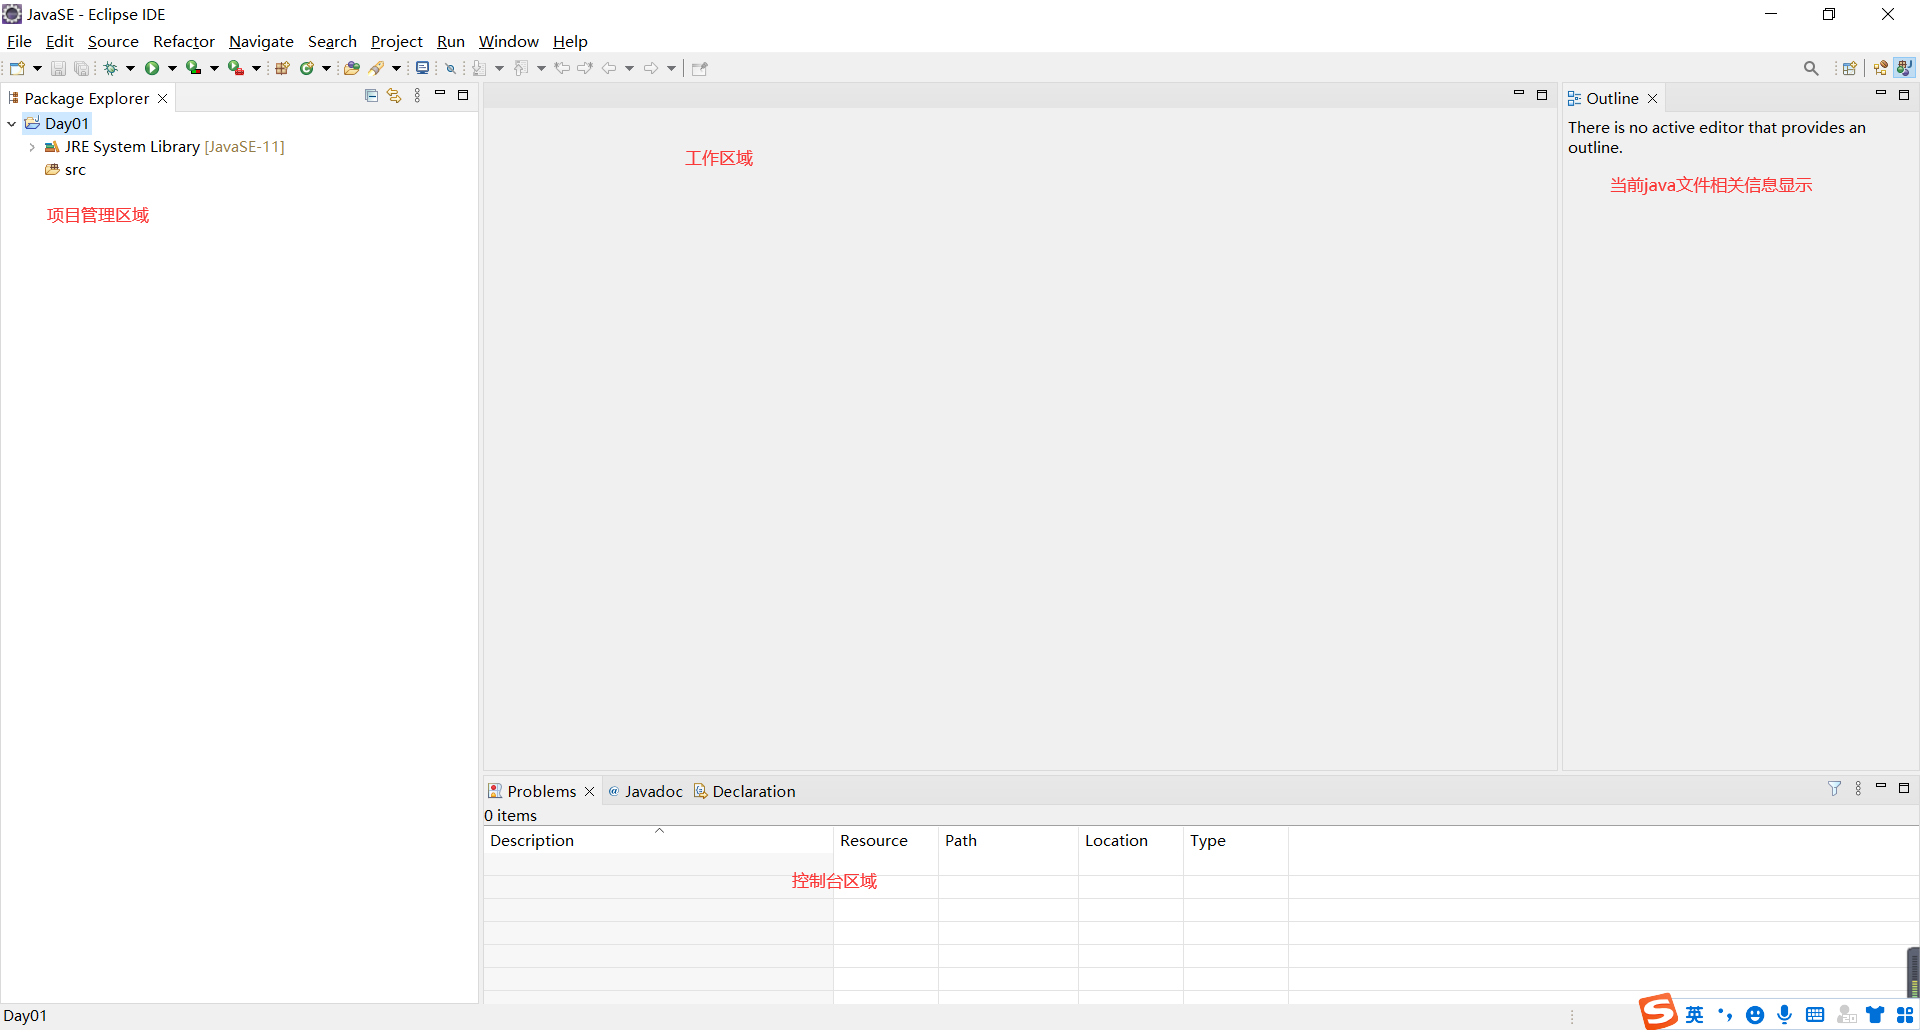 JavaSE - Eclipse IDE
File Edit Source Refactor Navigate Search Project Run Window Help
Package Explorer
Day01
JRE System Library [JavaSE-11]
src
项目管理区域
工作区域
Outline
There is no active editor that provides an
outline.
当前java文件相关信息显示
Problems @ Javadoc Declaration
0 items
Description Resource Path Location Type
控制台区域
Day01
S 英